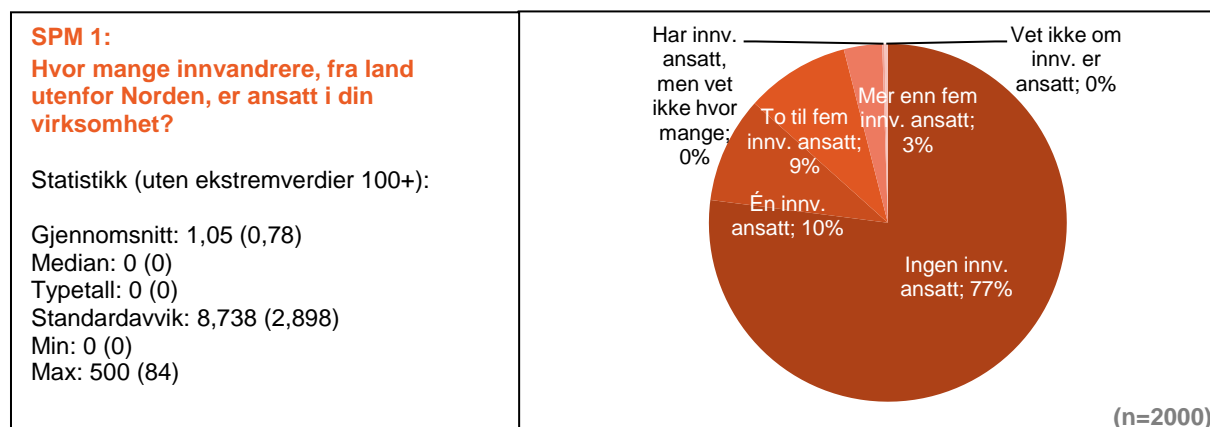 SPM 1:
Hvor mange innvandrere, fra land
utenfor Norden, er ansatt i din
virksomhet?
Statistikk (uten ekstremverdier 100+):
Gjennomsnitt: 1,05 (0,78)
Median: 0 (0)
Typetall: 0 (0)
Standardavvik: 8,738 (2,898)
Min: 0 (0)
Max: 500 (84)
Har innv.
ansatt,
men vet
ikke hvor
mange;
0%
Vet ikke om
innv. er
ansatt; 0%
Mer enn fem
innv. ansatt;
3%
To til fem
innv. ansatt;
9%
Én innv.
ansatt; 10%
Ingen innv.
ansatt; 77%
(n=2000)